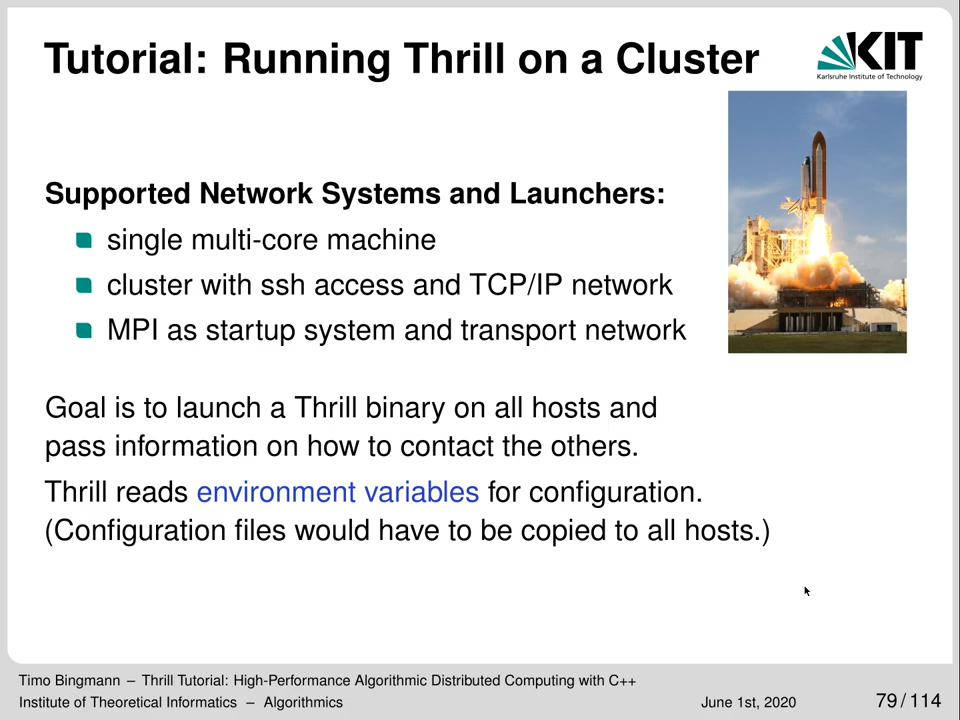 Tutorial: Running Thrill on a Cluster
KIT
Karlsruhe Institute of Technology
Supported Network Systems and Launchers:
single multi-core machine
cluster with ssh access and TCP/IP network
MPI as startup system and transport network
Goal is to launch a Thrill binary on all hosts and
pass information on how to contact the others.
Thrill reads environment variables for configuration.
(Configuration files would have to be copied to all hosts.)
Timo Bingmann – Thrill Tutorial: High-Performance Algorithmic Distributed Computing with C++
Institute of Theoretical Informatics – Algorithmics June 1st, 2020 79 / 114